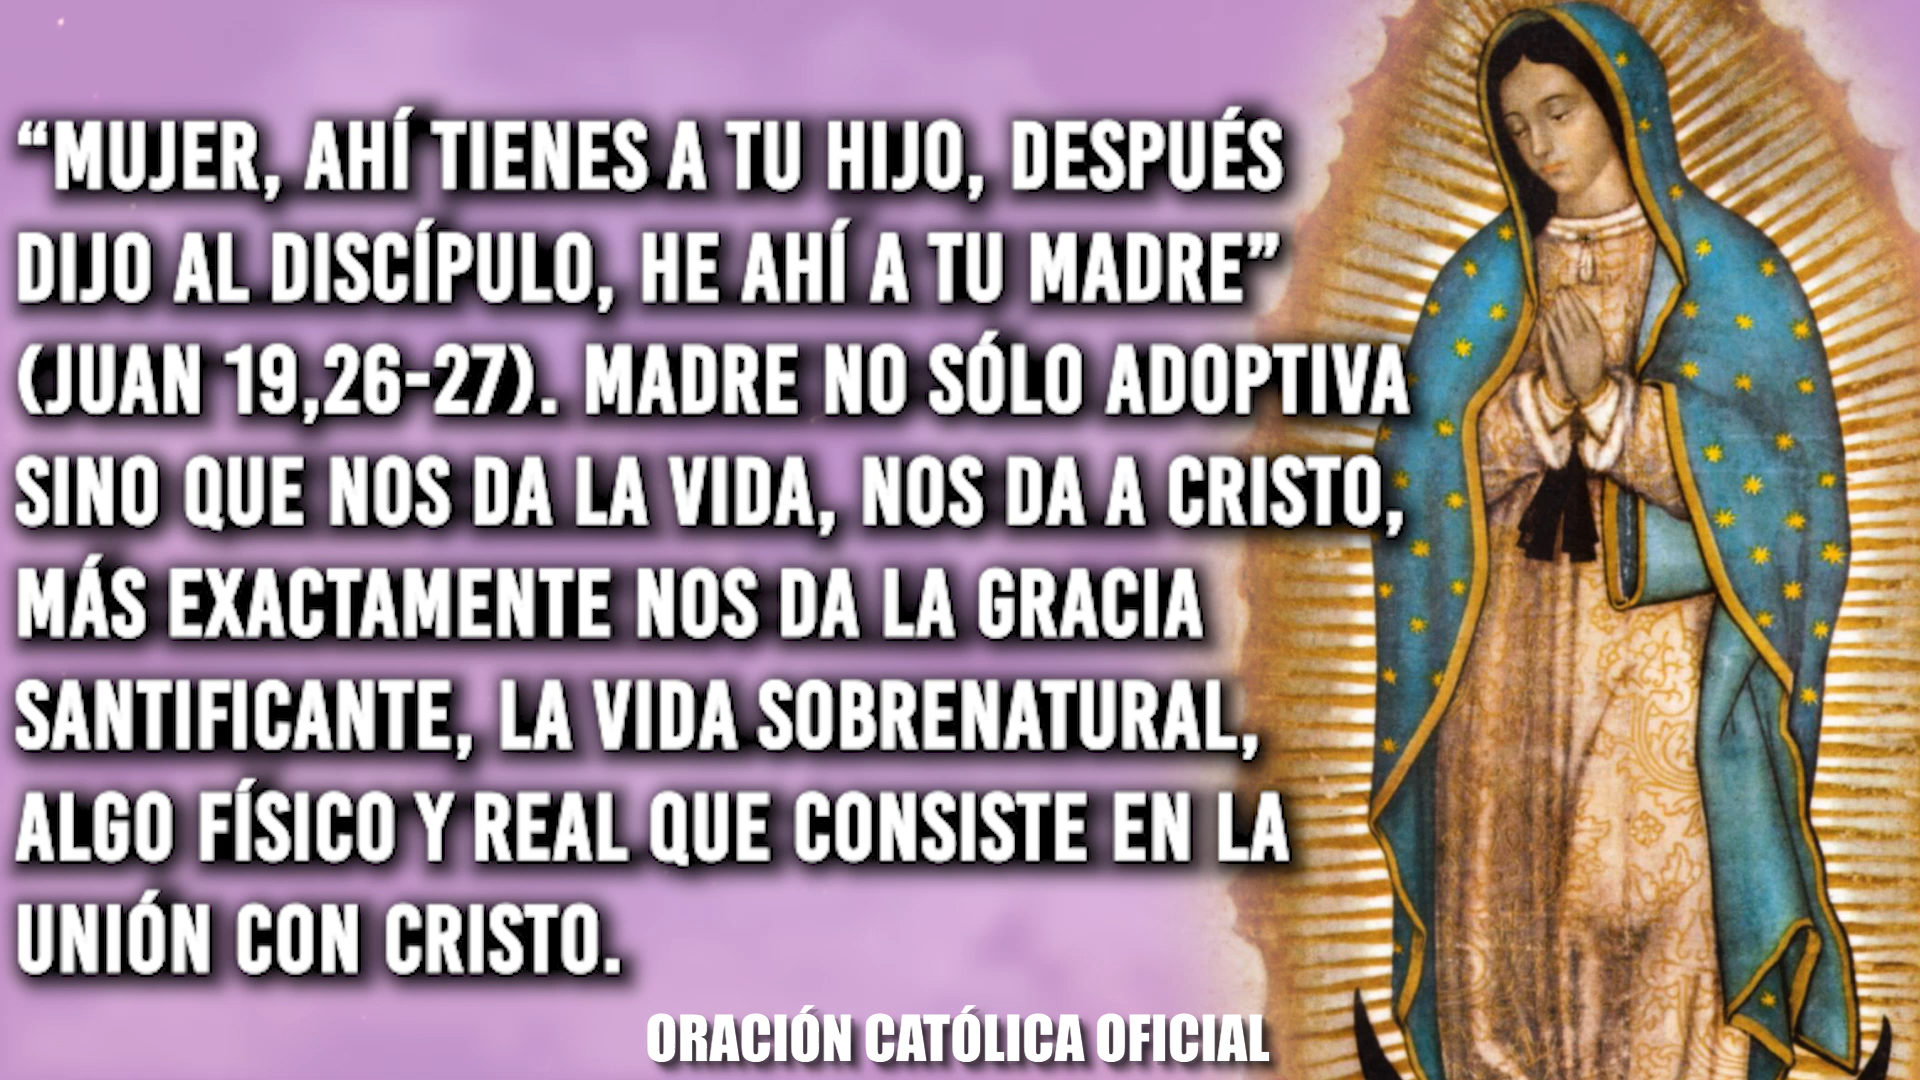 “MUJER, AHÍ TIENES A TU HIJO, DESPUÉS
DIJO AL DISCÍPULO, HE AHÍ A TU MADRE”
(JUAN 19,26-27). MADRE NO SÓLO ADOPTIVA
SINO QUE NOS DA LA VIDA, NOS DA A CRISTO,
MÁS EXACTAMENTE NOS DA LA GRACIA
SANTIFICANTE, LA VIDA SOBRENATURAL,
ALGO FÍSICO Y REAL QUE CONSISTE EN LA
UNIÓN CON CRISTO.
ORACIÓN CATÓLICA OFICIAL